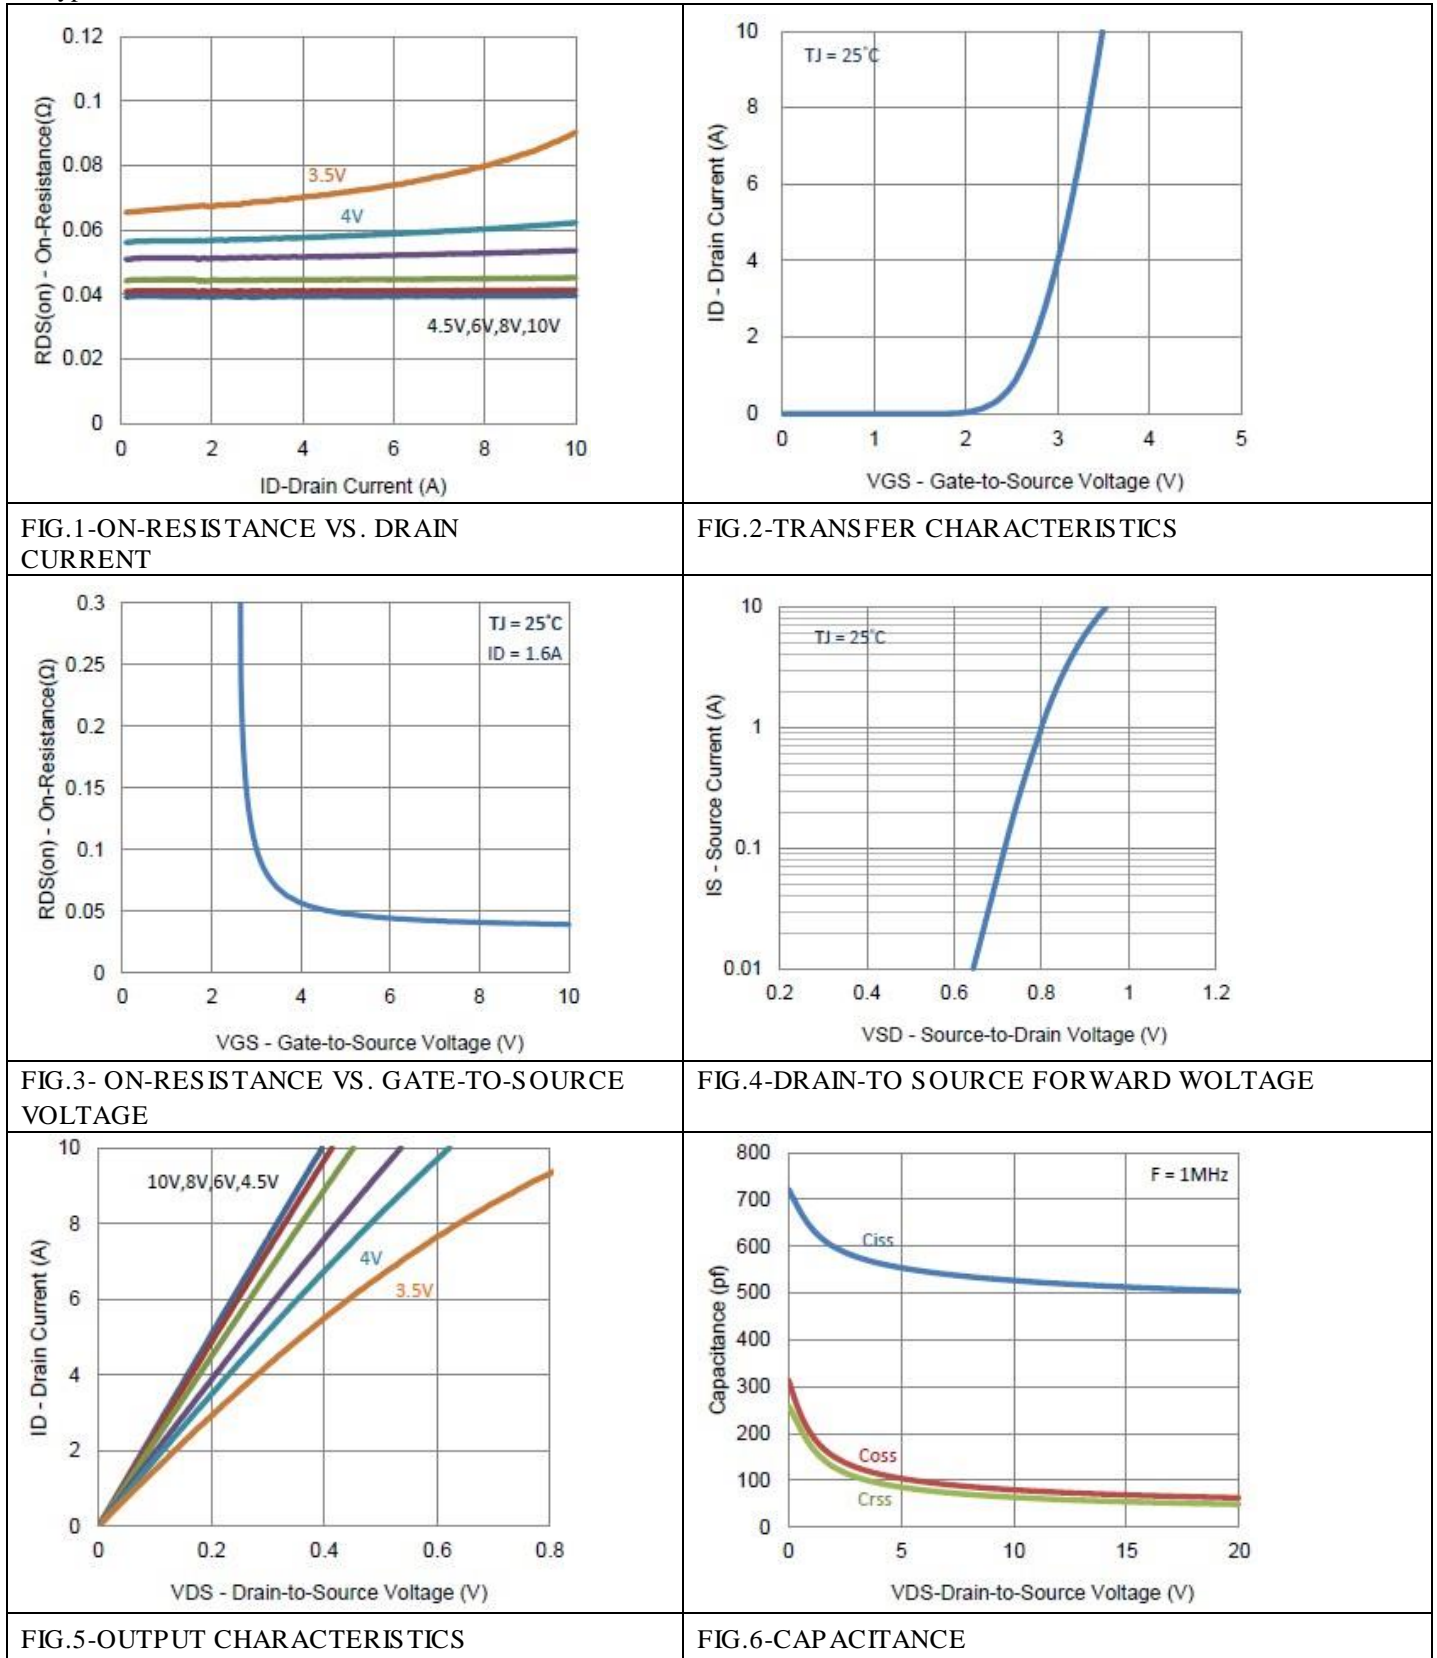 0.12
0.1
0.08
0.06
0.04
0.02
0
0 2 4 6 8 10
RDS(on) - On-Resistance(Ω)
3.5V
4V
4.5V,6V,8V,10V
ID-Drain Current (A)
FIG.1-ON-RESISTANCE VS. DRAIN
CURRENT
10
8
6
4
2
0
0 1 2 3 4 5
ID - Drain Current (A)
TJ = 25°C
VGS - Gate-to-Source Voltage (V)
FIG.2-TRANSFER CHARACTERISTICS
0.3
0.25
0.2
0.15
0.1
0.05
0
0 2 4 6 8 10
RDS(on) - On-Resistance(Ω)
TJ = 25°C
ID = 1.6A
VGS - Gate-to-Source Voltage (V)
FIG.3- ON-RESISTANCE VS. GATE-TO-SOURCE
VOLTAGE
10
1
0.1
0.01
0.2 0.4 0.6 0.8 1 1.2
IS - Source Current (A)
TJ = 25°C
VSD - Source-to-Drain Voltage (V)
FIG.4-DRAIN-TO SOURCE FORWARD WOLTAGE
10
8
6
4
2
0
0 0.2 0.4 0.6 0.8
ID - Drain Current (A)
10V,8V,6V,4.5V
4V
3.5V
VDS - Drain-to-Source Voltage (V)
FIG.5-OUTPUT CHARACTERISTICS
800
700
600
500
400
300
200
100
0
0 5 10 15 20
Capacitance (pf)
F = 1MHz
Ciss
Coss
Crss
VDS-Drain-to-Source Voltage (V)
FIG.6-CAPACITANCE